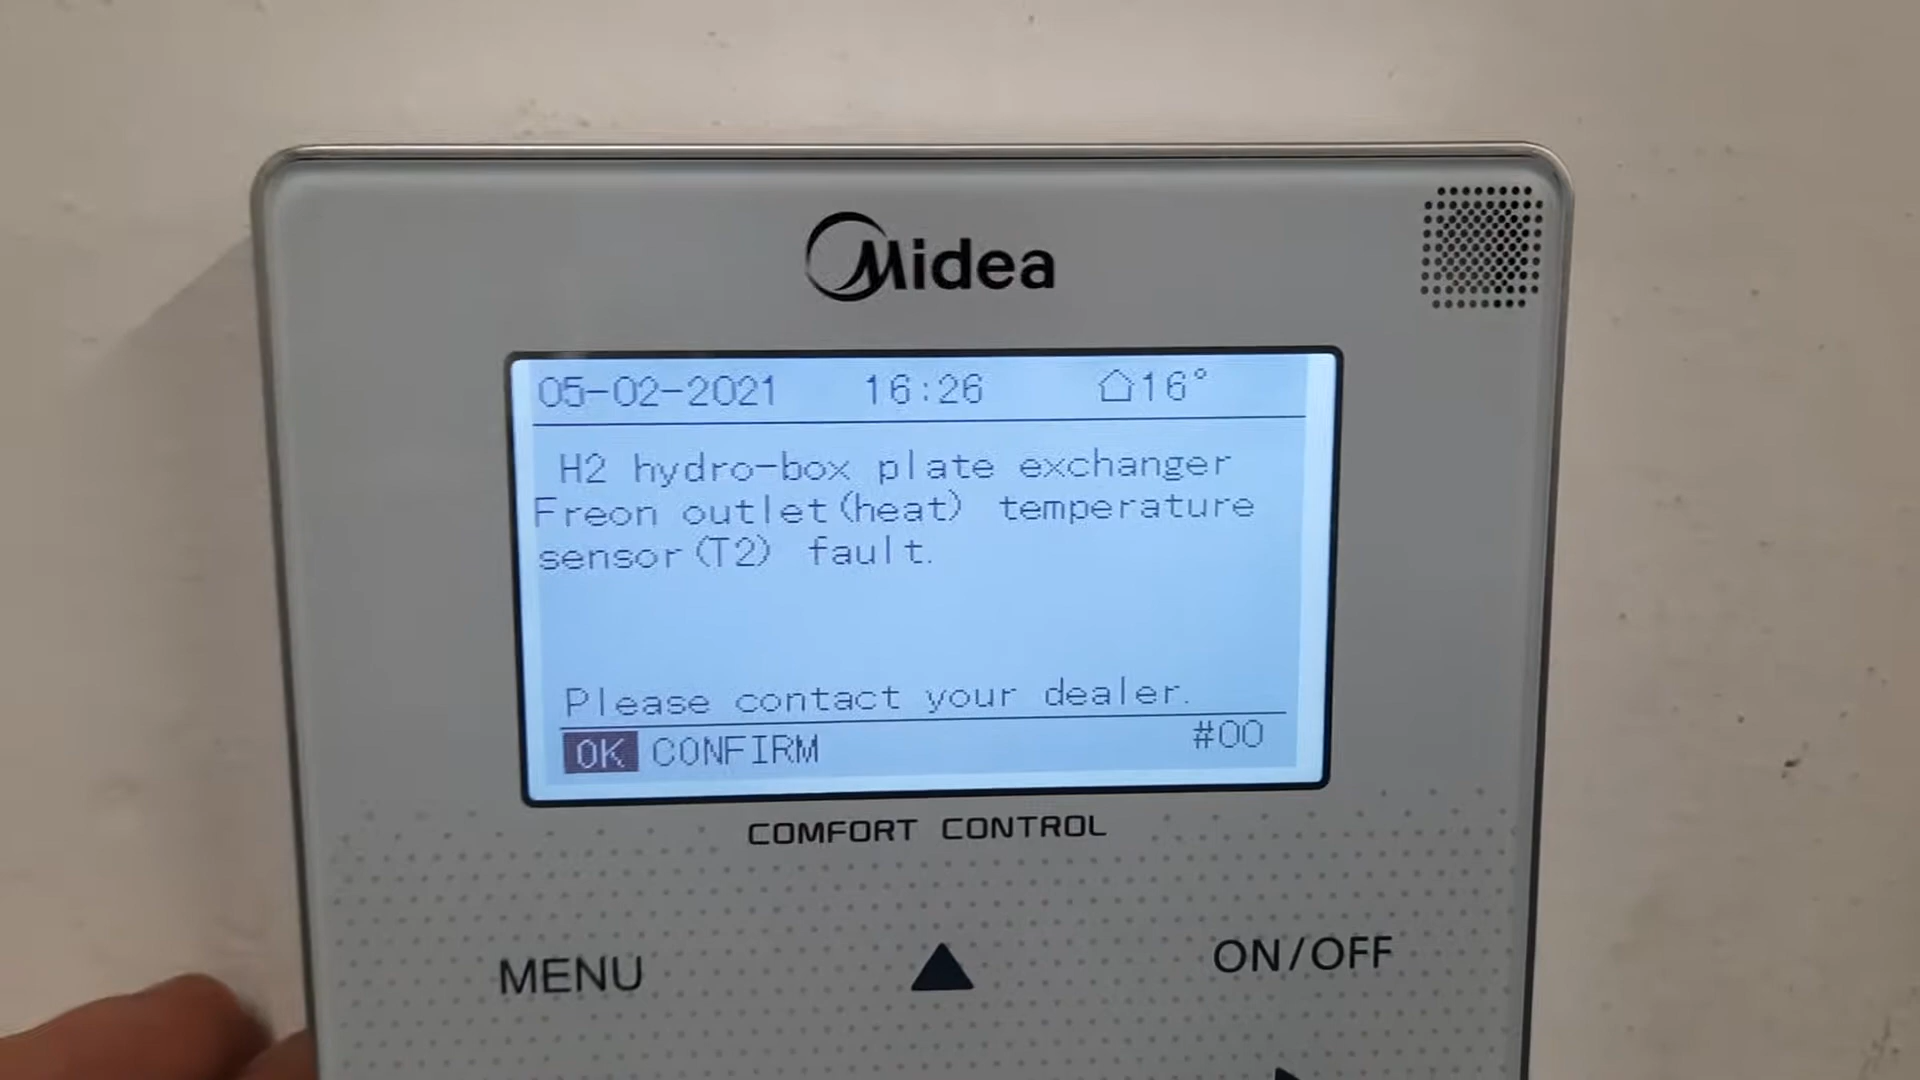 Midea
05-02-2021 16:26 16°
H2 hydro-box plate exchanger
Freon outlet(heat) temperature
sensor(T2) fault.
Please contact your dealer.
OK CONFIRM #00
COMFORT CONTROL
MENU ON/OFF